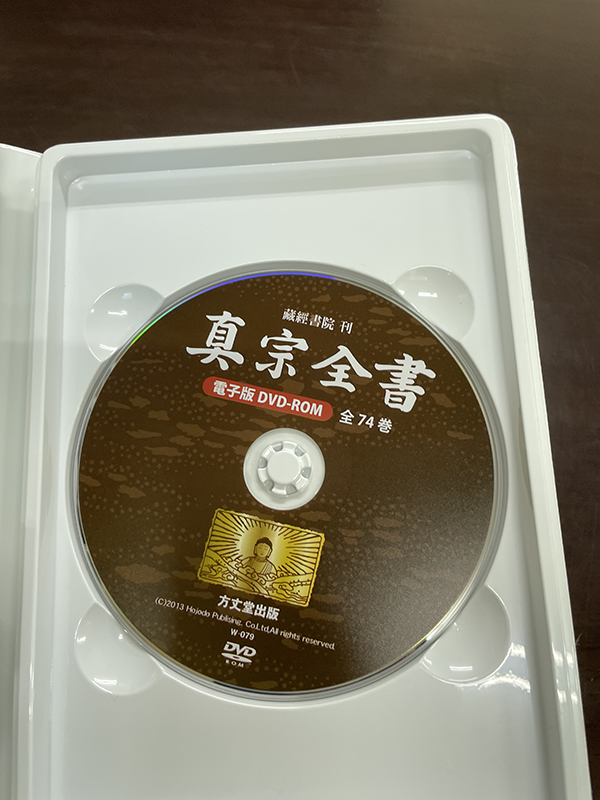 藏經書院 刊
真宗全書
電子版 DVD-ROM 全74巻
方丈堂出版
(C)2013 Hojodo Publising. Co.Ltd,All rights reserved.
W-079
DVD
ROM